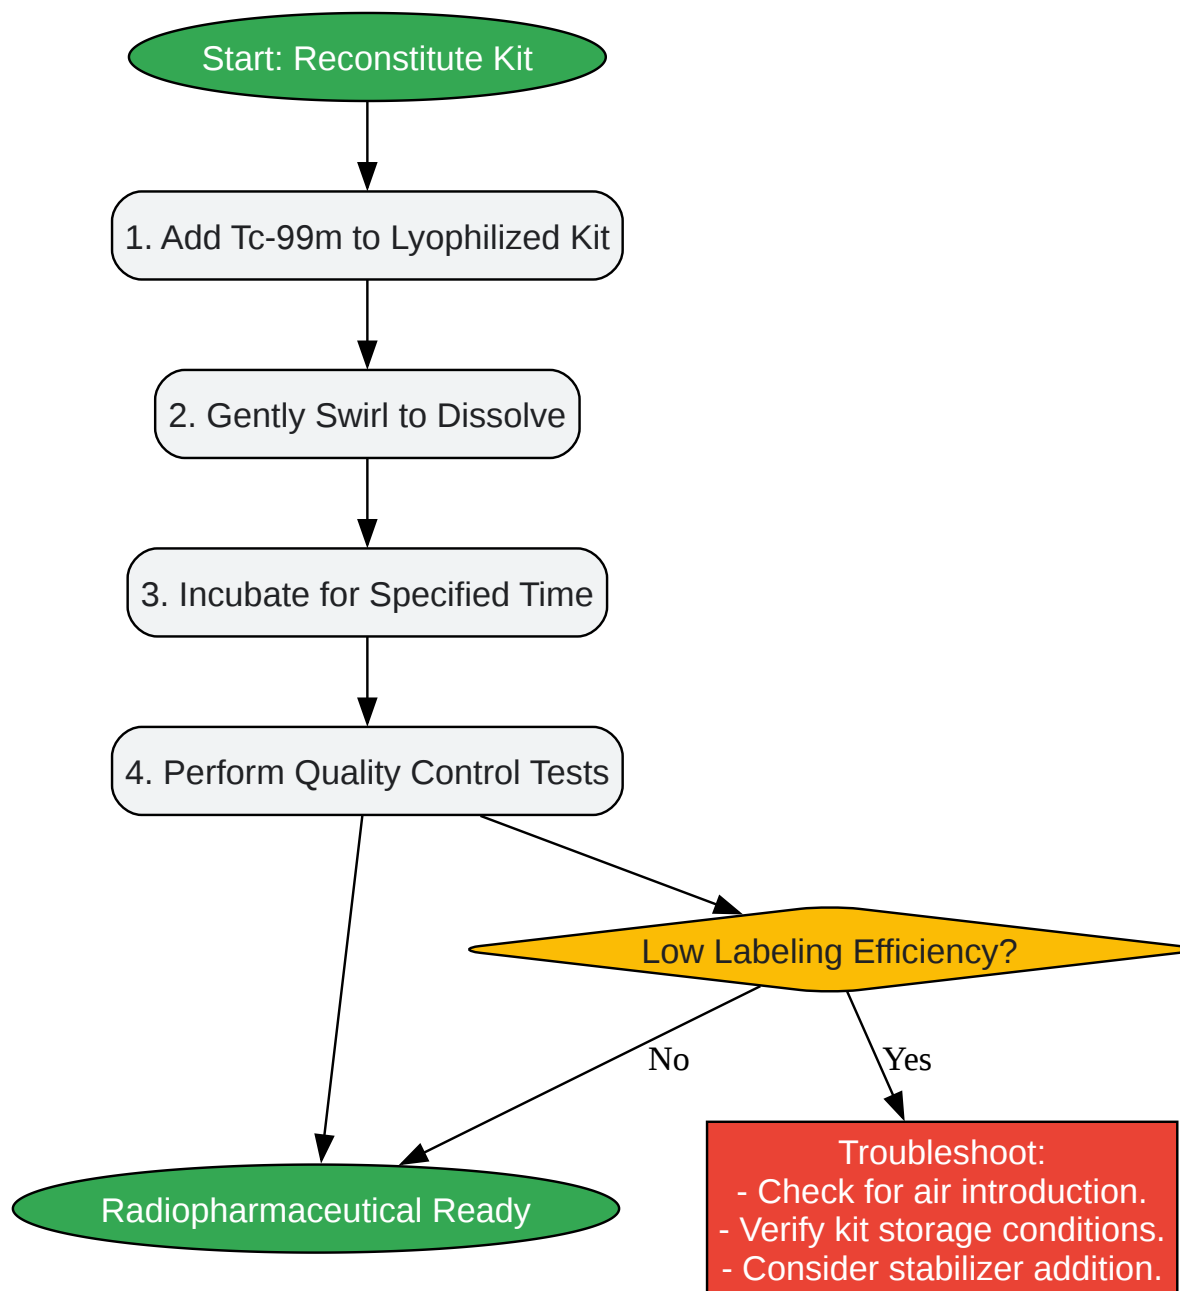 Start: Reconstitute Kit
1. Add Tc-99m to Lyophilized Kit
2. Gently Swirl to Dissolve
3. Incubate for Specified Time
4. Perform Quality Control Tests
Low Labeling Efficiency?
No
Yes
Radiopharmaceutical Ready
Troubleshoot:
- Check for air introduction.
- Verify kit storage conditions.
- Consider stabilizer addition.